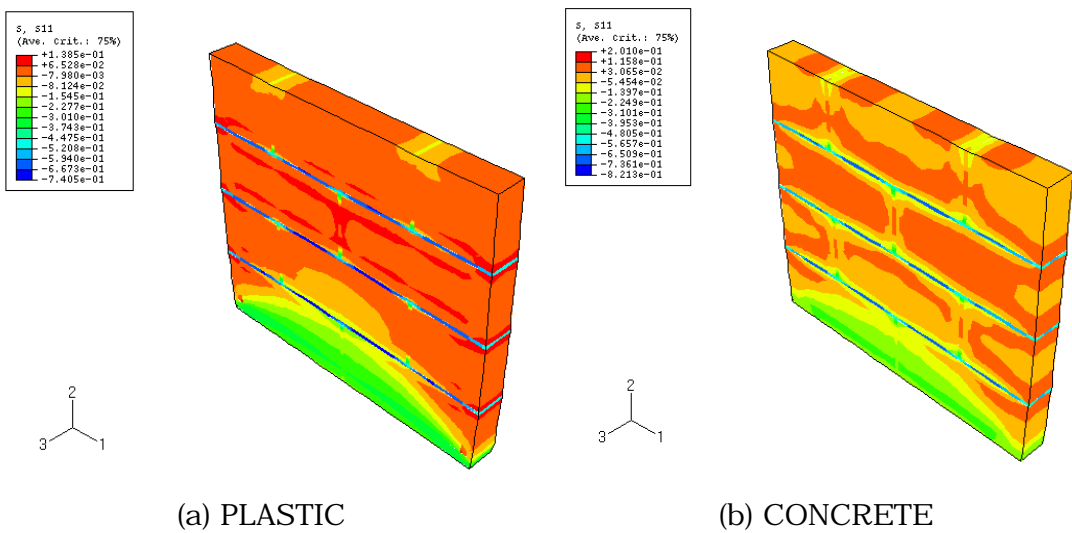 S, S11
(Ave. Crit.: 75%)
+1.385e-01
+6.528e-02
-7.980e-03
-8.124e-02
-1.545e-01
-2.277e-01
-3.010e-01
-3.743e-01
-4.475e-01
-5.208e-01
-5.940e-01
-6.673e-01
-7.405e-01
2
3
1
(a) PLASTIC
S, S11
(Ave. Crit.: 75%)
+2.010e-01
+1.158e-01
+3.065e-02
-5.454e-02
-1.397e-01
-2.249e-01
-3.101e-01
-3.953e-01
-4.805e-01
-5.657e-01
-6.509e-01
-7.361e-01
-8.213e-01
2
3
1
(b) CONCRETE